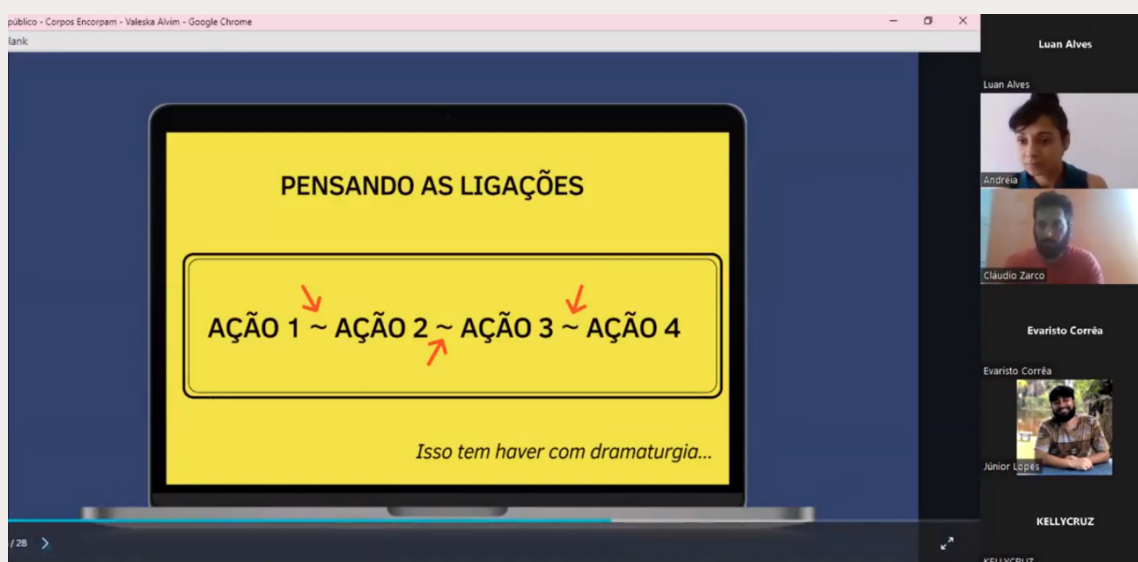 público - Corpos Encorpam - Valeska Alvim - Google Chrome
lank
PENSANDO AS LIGAÇÕES
AÇÃO 1 ~ AÇÃO 2 ~ AÇÃO 3 ~ AÇÃO 4
Isso tem haver com dramaturgia...
/ 28
Luan Alves
Luan Alves
Andréia
Cláudio Zarco
Evaristo Corrêa
Evaristo Corrêa
Júnior Lopes
KELLYCRUZ
KELLYCRUZ